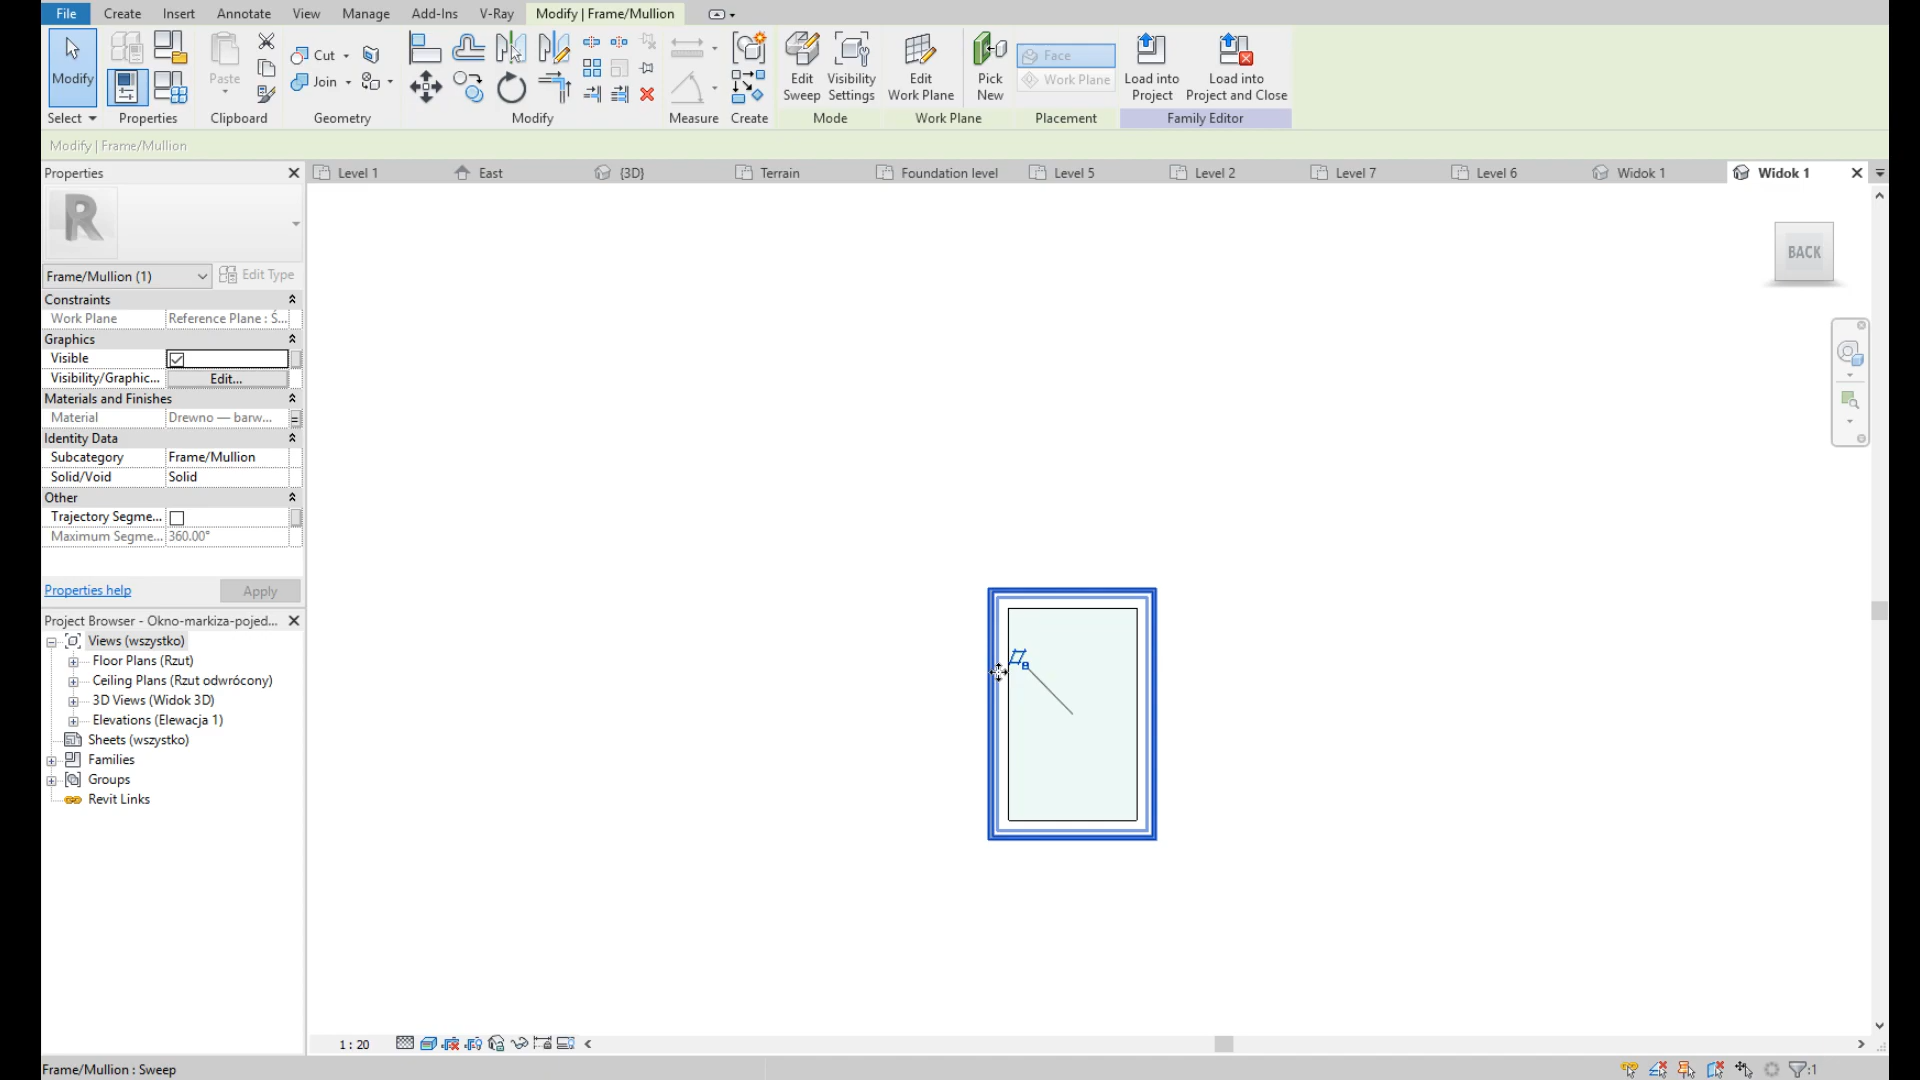 File Create Insert Annotate View Manage Add-Ins V-Ray Modify | Frame/Mullion
Modify
Paste
Cut
Join
Edit Sweep
Visibility Settings
Edit Work Plane
Pick New
Face
Work Plane
Load into Project
Load into Project and Close
Select Properties Clipboard Geometry Modify Measure Create Mode Work Plane Placement Family Editor
Modify | Frame/Mullion
Properties
Level 1 East {3D} Terrain Foundation level Level 5 Level 2 Level 7 Level 6 Widok 1 Widok 1
R
BACK
Frame/Mullion (1) Edit Type
Constraints
Work Plane Reference Plane : Ś...
Graphics
Visible
Visibility/Graphic... Edit...
Materials and Finishes
Material Drewno — barw...
Identity Data
Subcategory Frame/Mullion
Solid/Void Solid
Other
Trajectory Segme...
Maximum Segme... 360.00°
Properties help Apply
Project Browser - Okno-markiza-pojed...
Views (wszystko)
Floor Plans (Rzut)
Ceiling Plans (Rzut odwrócony)
3D Views (Widok 3D)
Elevations (Elewacja 1)
Sheets (wszystko)
Families
Groups
Revit Links
1 : 20
Frame/Mullion : Sweep
:1